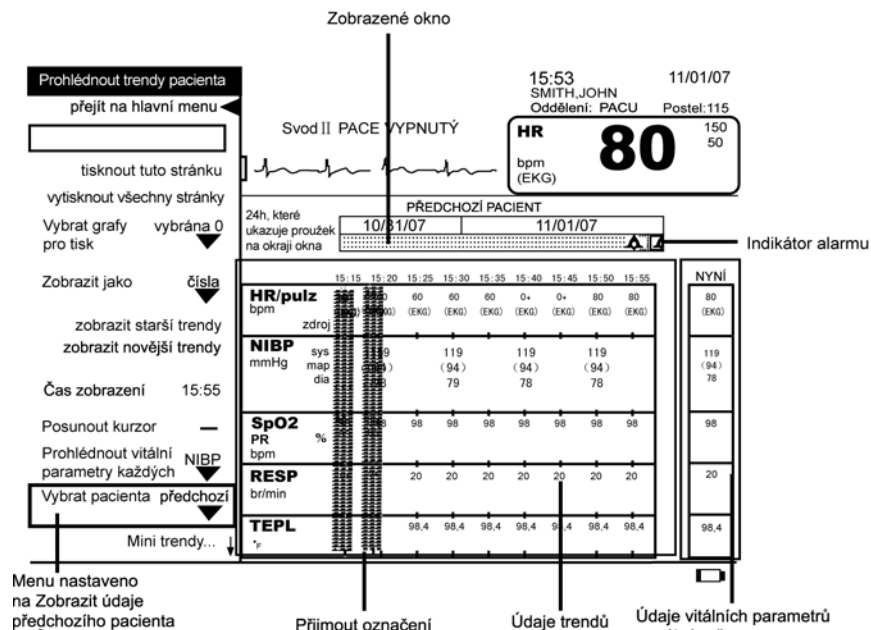 Zobrazené okno
Prohlédnout trendy pacienta
přejít na hlavní menu
tisknout tuto stránku
vytisknout všechny stránky
Vybrat grafy vybrána 0
pro tisk
Zobrazit jako čísla
zobrazit starší trendy
zobrazit novější trendy
Čas zobrazení 15:55
Posunout kurzor
Prohlédnout vitální
parametry každých NIBP
Vybrat pacienta předchozí
Mini trendy...
Menu nastaveno
na Zobrazit údaje
předchozího pacienta
15:53 11/01/07
SMITH,JOHN
Oddělení: PACU Postel:115
Svod II PACE VYPNUTÝ
HR 80 150
50
bpm
(EKG)
24h, které
ukazuje proužek
na okraji okna
PŘEDCHOZÍ PACIENT
10/31/07 11/01/07
Indikátor alarmu
15:15 15:20 15:25 15:30 15:35 15:40 15:45 15:50 15:55 NYNÍ
HR/pulz 60 60 60 0+ 0+ 80 80 80
bpm (EKG) (EKG) (EKG) (EKG) (EKG) (EKG) (EKG) (EKG)
zdroj
NIBP sys 119 119 119 119
mmHg map (94) (94) (94) (94)
dia 79 78 78 78
SpO2 98 98 98 98 98 98 98 98
PR %
bpm
RESP 20 20 20 20 20 20 20 20
br/min
TEPL 98,4 98,4 98,4 98,4 98,4 98,4 98,4 98,4
°F
Přijmout označení
Údaje trendů
Údaje vitálních parametrů